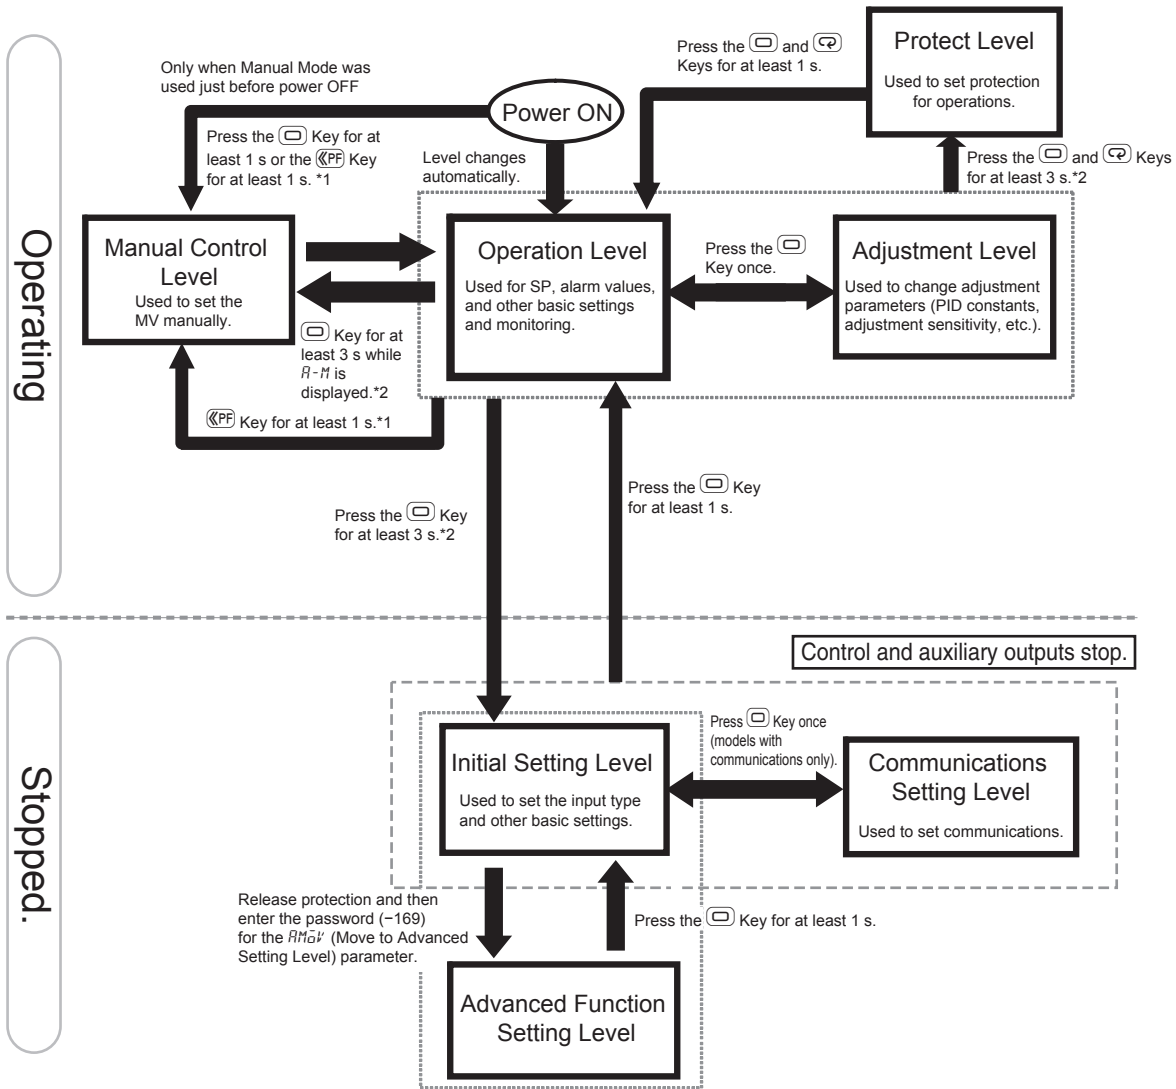 Operating
Only when Manual Mode was
used just before power OFF
Power ON
Press the and
Keys for at least 1 s.
Protect Level
Used to set protection
for operations.
Press the Key for at
least 1 s or the PF Key
for at least 1 s. *1
Level changes
automatically.
Press the and Keys
for at least 3 s.*2
Manual Control
Level
Used to set the
MV manually.
Operation Level
Used for SP, alarm values,
and other basic settings
and monitoring.
Press the
Key once.
Adjustment Level
Used to change adjustment
parameters (PID constants,
adjustment sensitivity, etc.).
Key for at
least 3 s while
A-M is
displayed.*2
PF Key for at least 1 s.*1
Press the Key
for at least 3 s.*2
Press the Key
for at least 1 s.
Stopped.
Control and auxiliary outputs stop.
Initial Setting Level
Used to set the input type
and other basic settings.
Press Key once
(models with
communications only).
Communications
Setting Level
Used to set communications.
Release protection and then
enter the password (−169)
for the AMoV (Move to Advanced
Setting Level) parameter.
Press the Key for at least 1 s.
Advanced Function
Setting Level